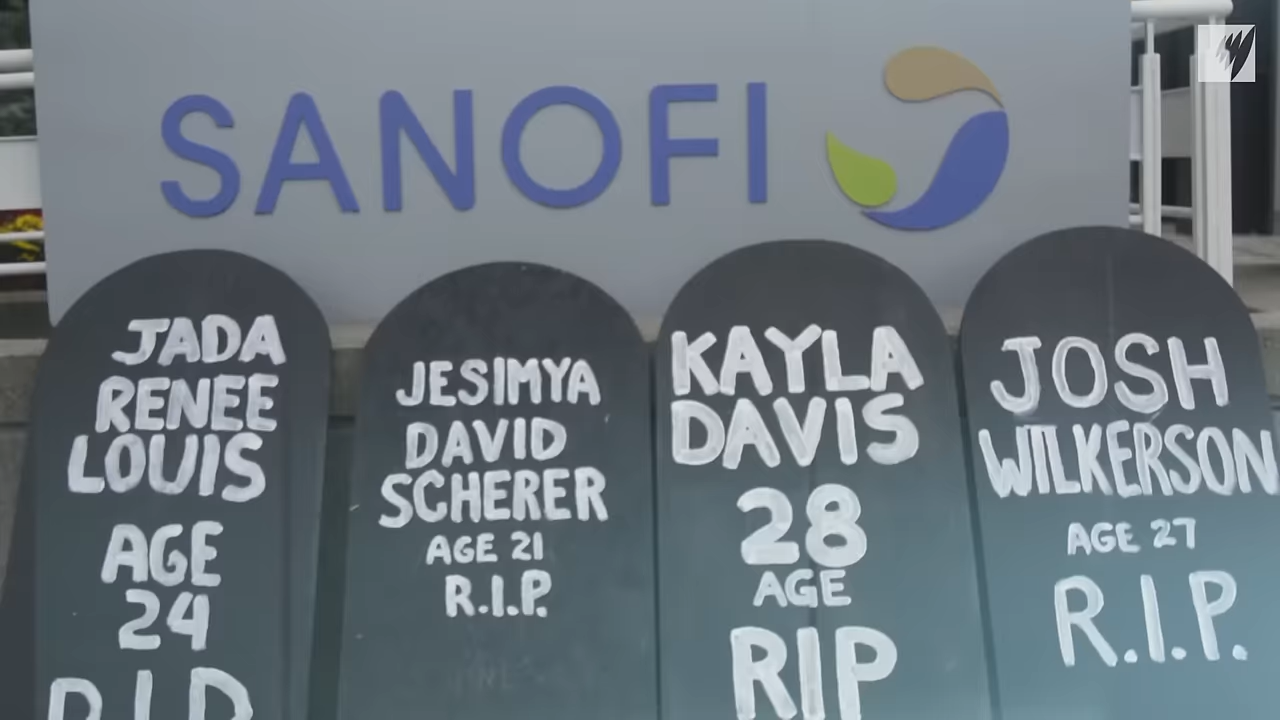 SANOFI
JADA
RENEE
LOUIS
AGE
24
R.I.P.
JESIMYA
DAVID
SCHERER
AGE 21
R.I.P.
KAYLA
DAVIS
28
AGE
RIP
JOSH
WILKERSON
AGE 27
R.I.P.